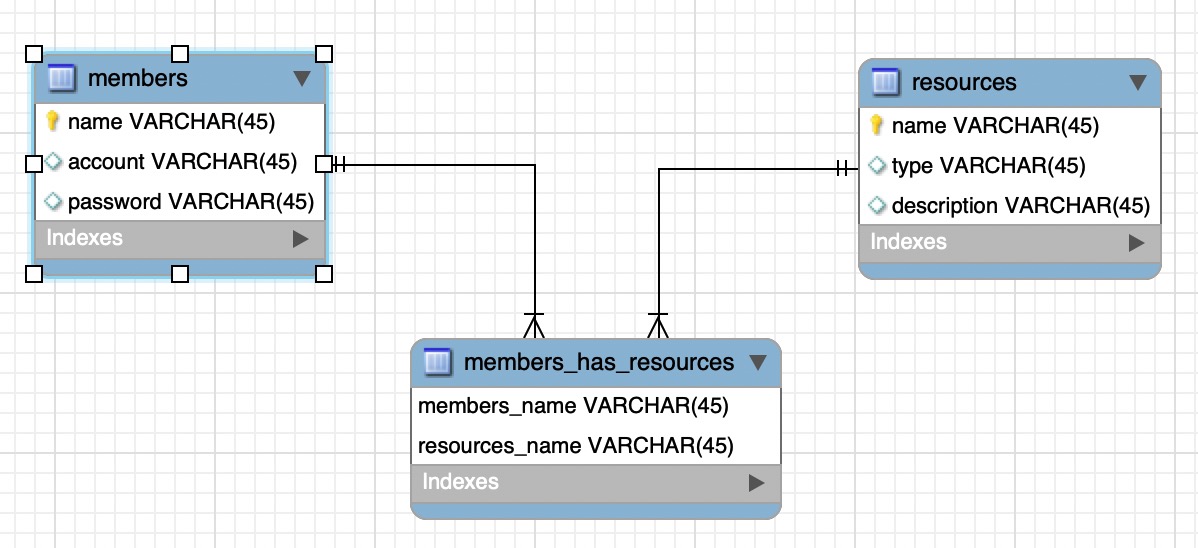 members
name VARCHAR(45)
account VARCHAR(45)
password VARCHAR(45)
Indexes
resources
name VARCHAR(45)
type VARCHAR(45)
description VARCHAR(45)
Indexes
members_has_resources
members_name VARCHAR(45)
resources_name VARCHAR(45)
Indexes